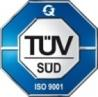 Q
TÜV
SÜD
ISO 9001